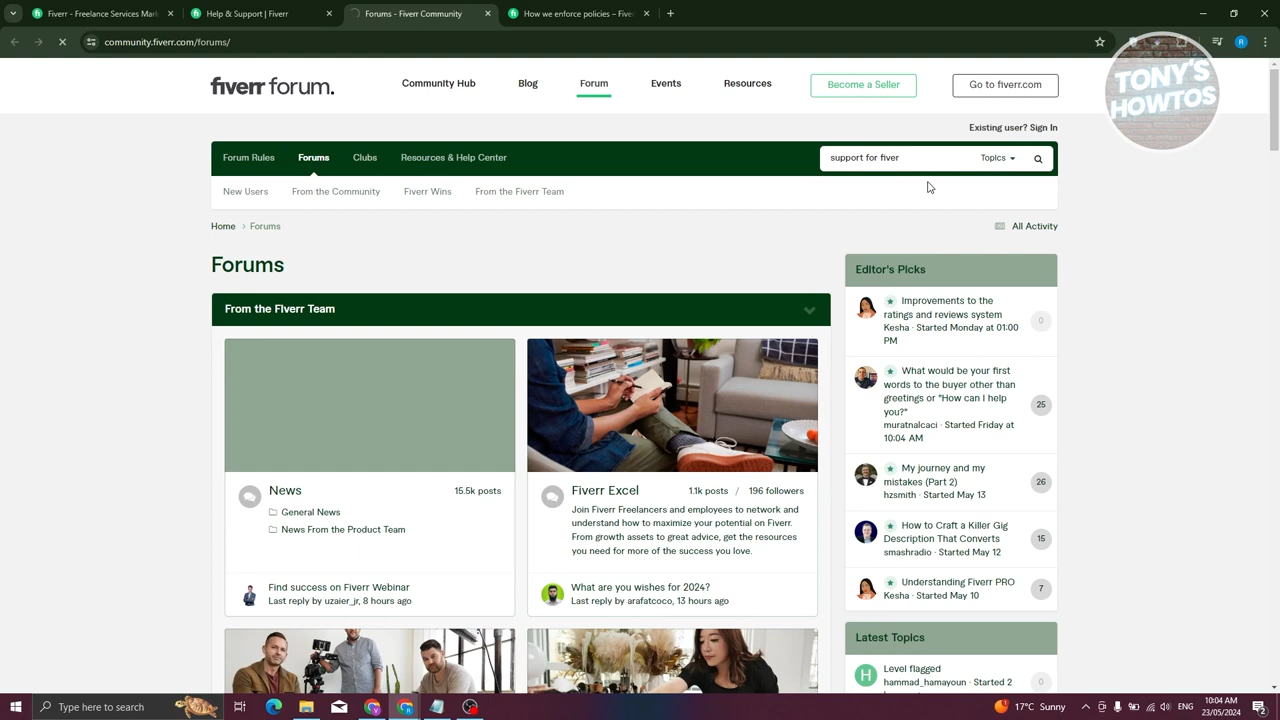 Fiverr - Freelance Services Mar
Help & Support | Fiverr
Forums - Fiverr Community
Help & Support | Fiverr
How we enforce policies – Fiver
community.fiverr.com/forums/
fiverr forum.
Community Hub
Blog
Forum
Events
Resources
Become a Seller
Go to fiverr.com
TONY'S
HOWTOS
Existing user? Sign In
Forum Rules
Forums
Clubs
Resources & Help Center
support for fiver
Topics
New Users
From the Community
Fiverr Wins
From the Fiverr Team
Home
Forums
All Activity
Forums
From the Fiverr Team
News
15.5k posts
General News
News From the Product Team
Find success on Fiverr Webinar
Last reply by uzaier_jr, 8 hours ago
Fiverr Excel
1.1k posts / 196 followers
Join Fiverr Freelancers and employees to network and
understand how to maximize your potential on Fiverr.
From growth assets to great advice, get the resources
you need for more of the success you love.
What are you wishes for 2024?
Last reply by arafatcoco, 13 hours ago
Editor's Picks
Improvements to the
ratings and reviews system
Kesha · Started Monday at 01:00
PM
0
What would be your first
words to the buyer other than
greetings or "How can I help
you?"
muratnalcaci · Started Friday at
10:04 AM
25
My journey and my
mistakes (Part 2)
hzsmith · Started May 13
26
How to Craft a Killer Gig
Description That Converts
smashradio · Started May 12
15
Understanding Fiverr PRO
Kesha · Started May 10
7
Latest Topics
H
Level flagged
hammad_hamayoun · Started 2
0
Type here to search
17°C Sunny
ENG
10:04 AM
23/05/2024